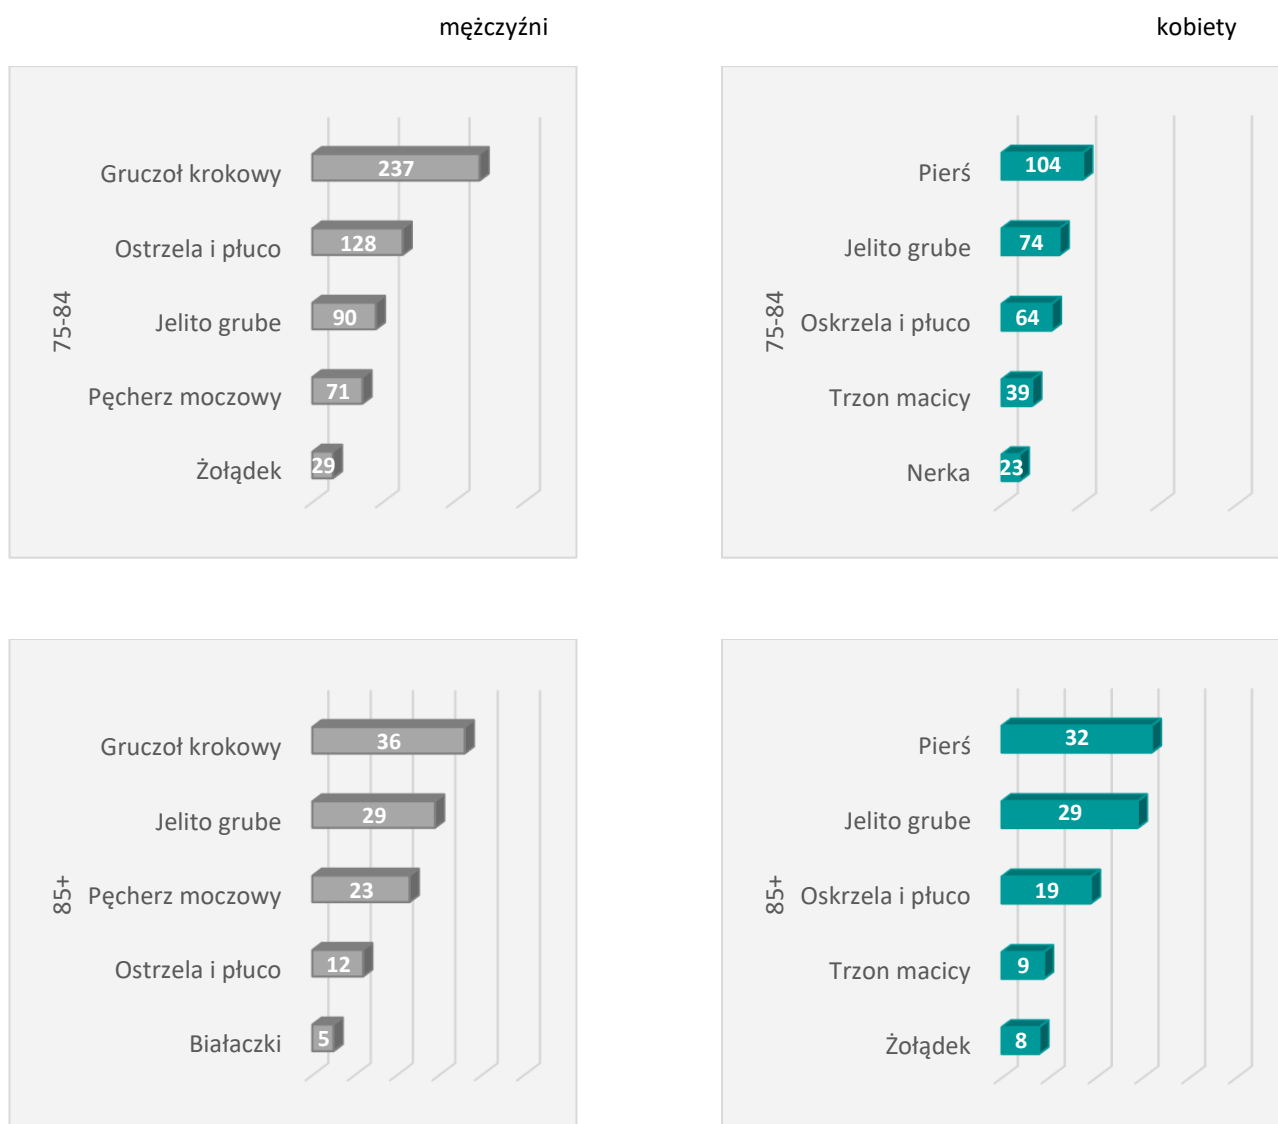 mężczyźni
kobiety
75-84
Gruczoł krokowy 237
Ostrzela i płuco 128
Jelito grube 90
Pęcherz moczowy 71
Żołądek 29
75-84
Pierś 104
Jelito grube 74
Oskrzela i płuco 64
Trzon macicy 39
Nerka 23
85+
Gruczoł krokowy 36
Jelito grube 29
Pęcherz moczowy 23
Ostrzela i płuco 12
Białaczki 5
85+
Pierś 32
Jelito grube 29
Oskrzela i płuco 19
Trzon macicy 9
Żołądek 8